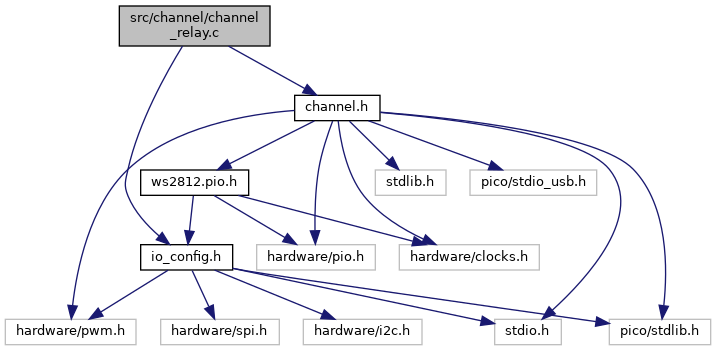 src/channel/channel
_relay.c
channel.h
ws2812.pio.h
stdlib.h
pico/stdio_usb.h
io_config.h
hardware/pio.h
hardware/clocks.h
hardware/pwm.h
hardware/spi.h
hardware/i2c.h
stdio.h
pico/stdlib.h